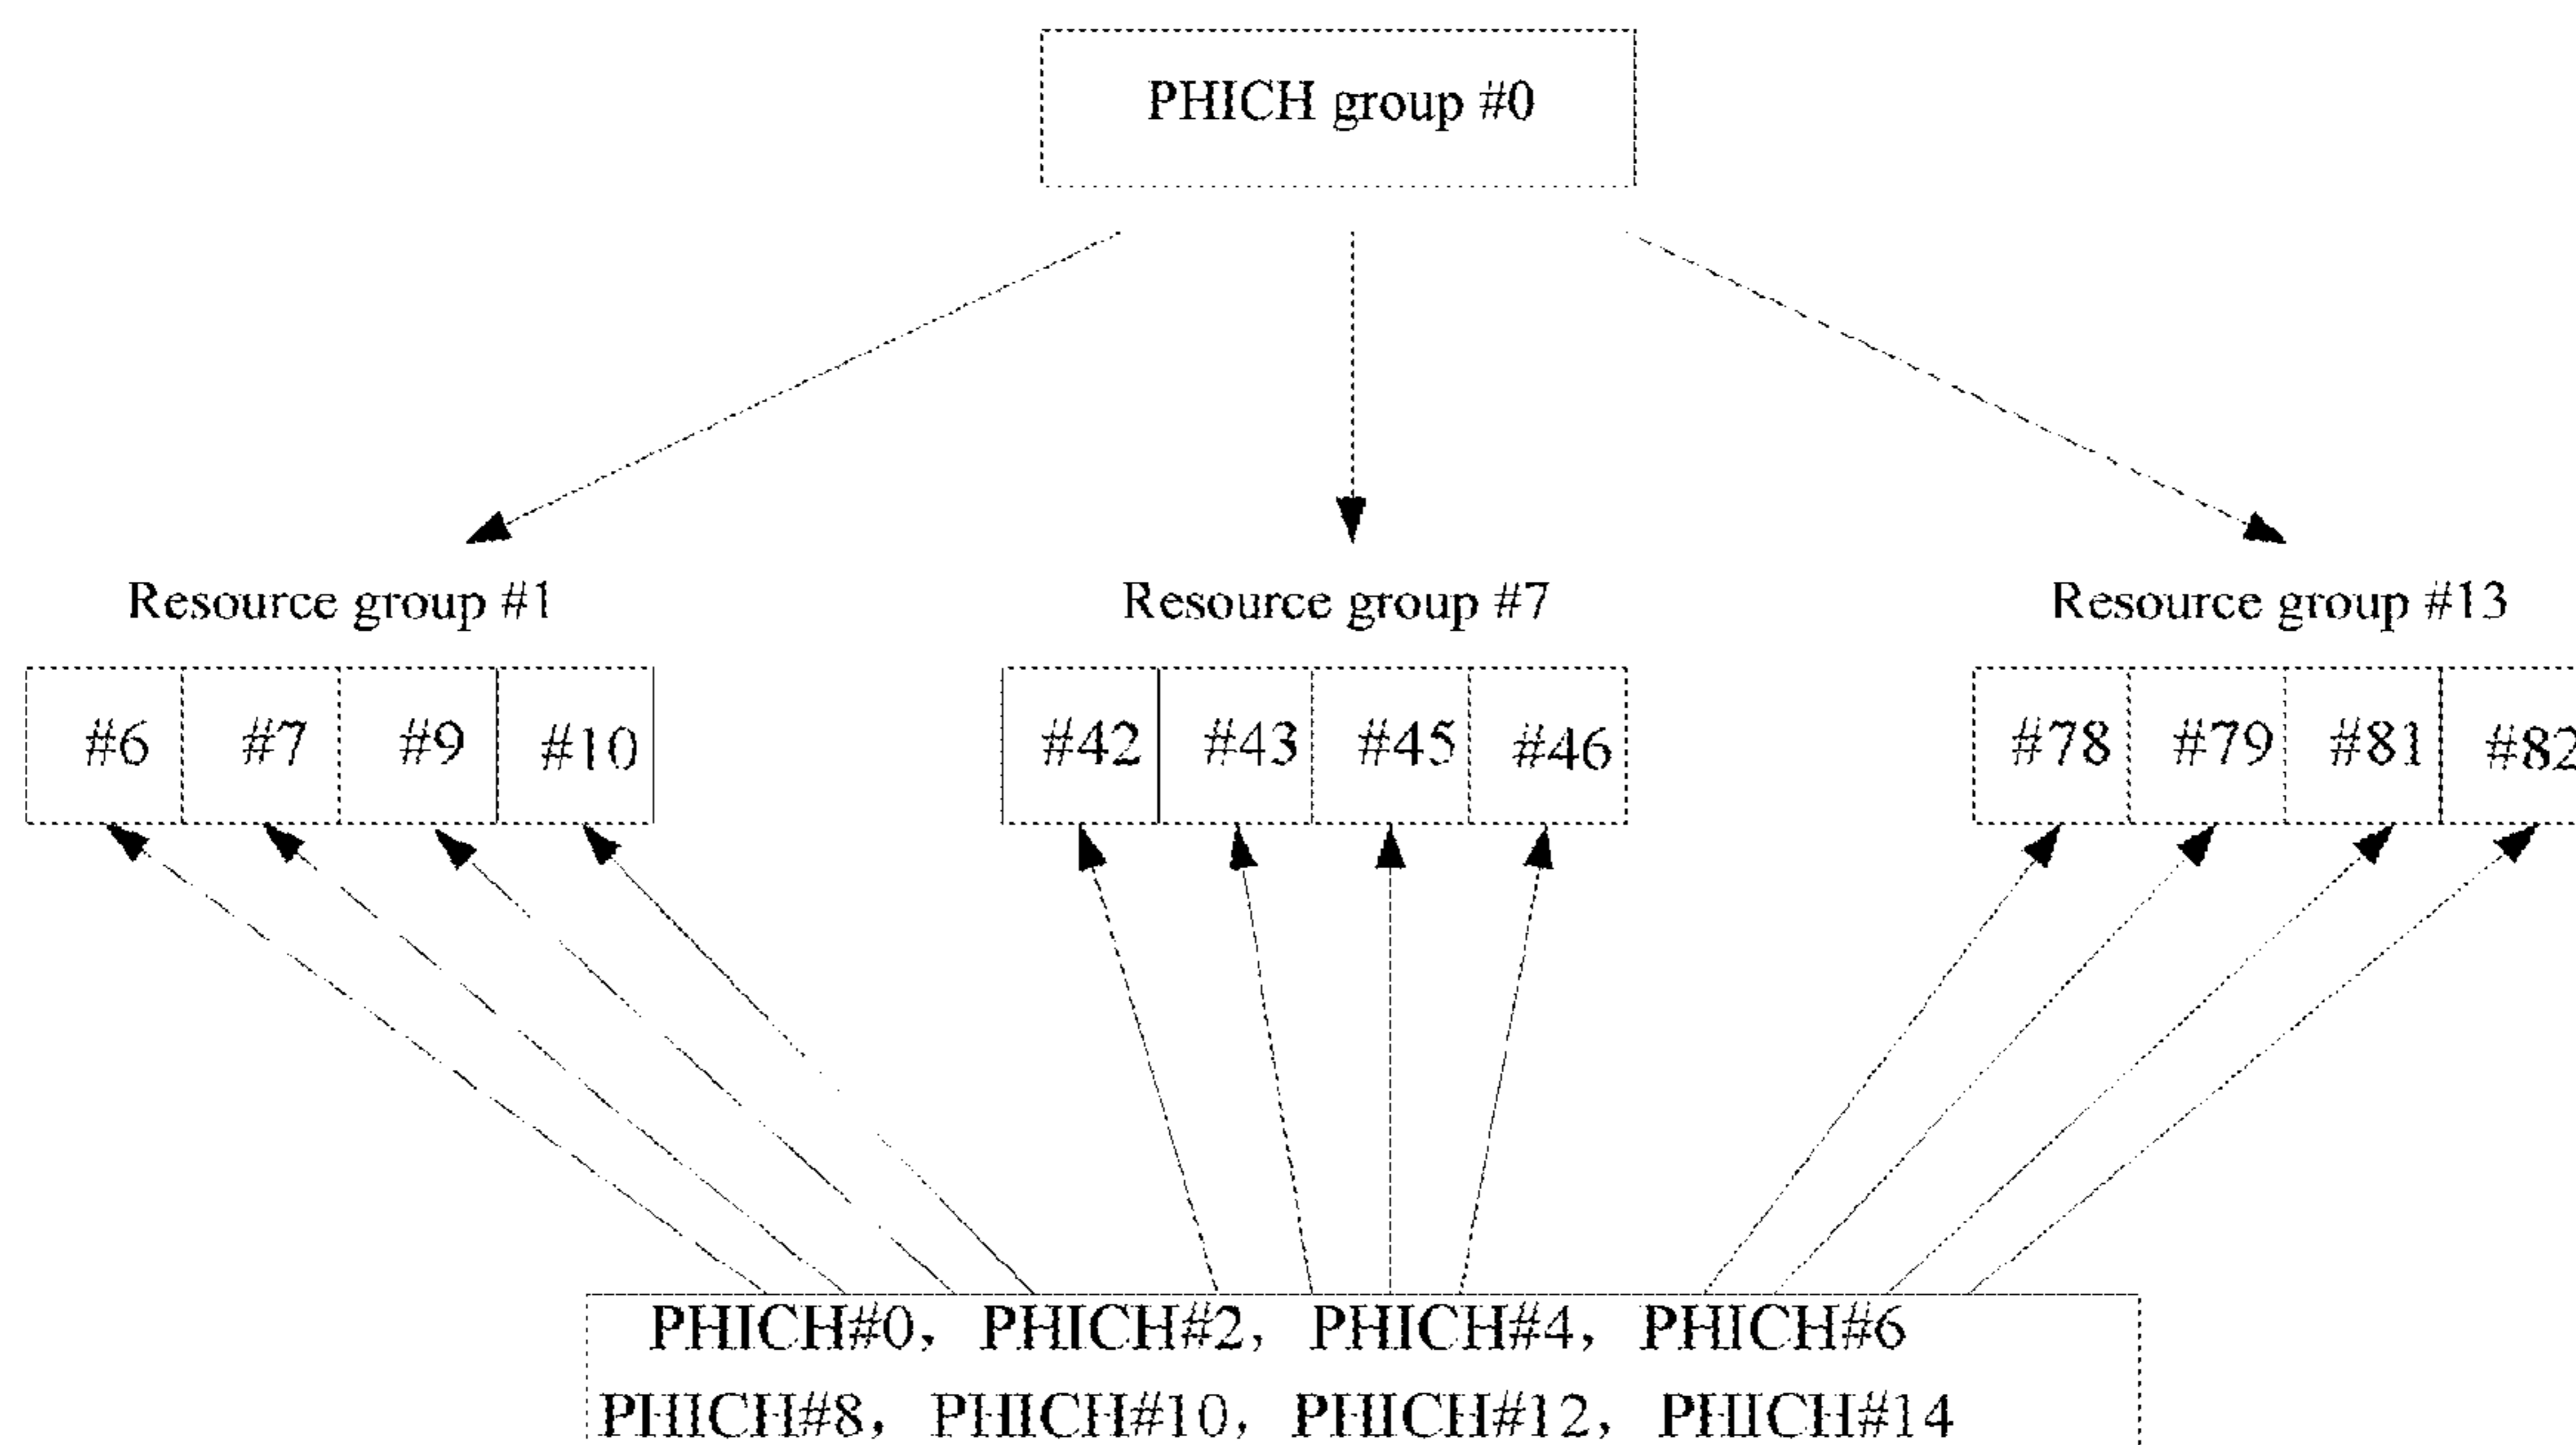 PHICH group #0
Resource group #1
Resource group #7
Resource group #13
#6 #7 #9 #10
#42 #43 #45 #46
#78 #79 #81 #82
PHICH#0, PHICH#2, PHICH#4, PHICH#6
PHICH#8, PHICH#10, PHICH#12, PHICH#14